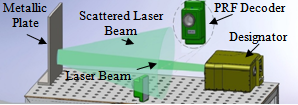 Metallic
Plate
Scattered Laser
Beam
PRF Decoder
Designator
Laser Beam